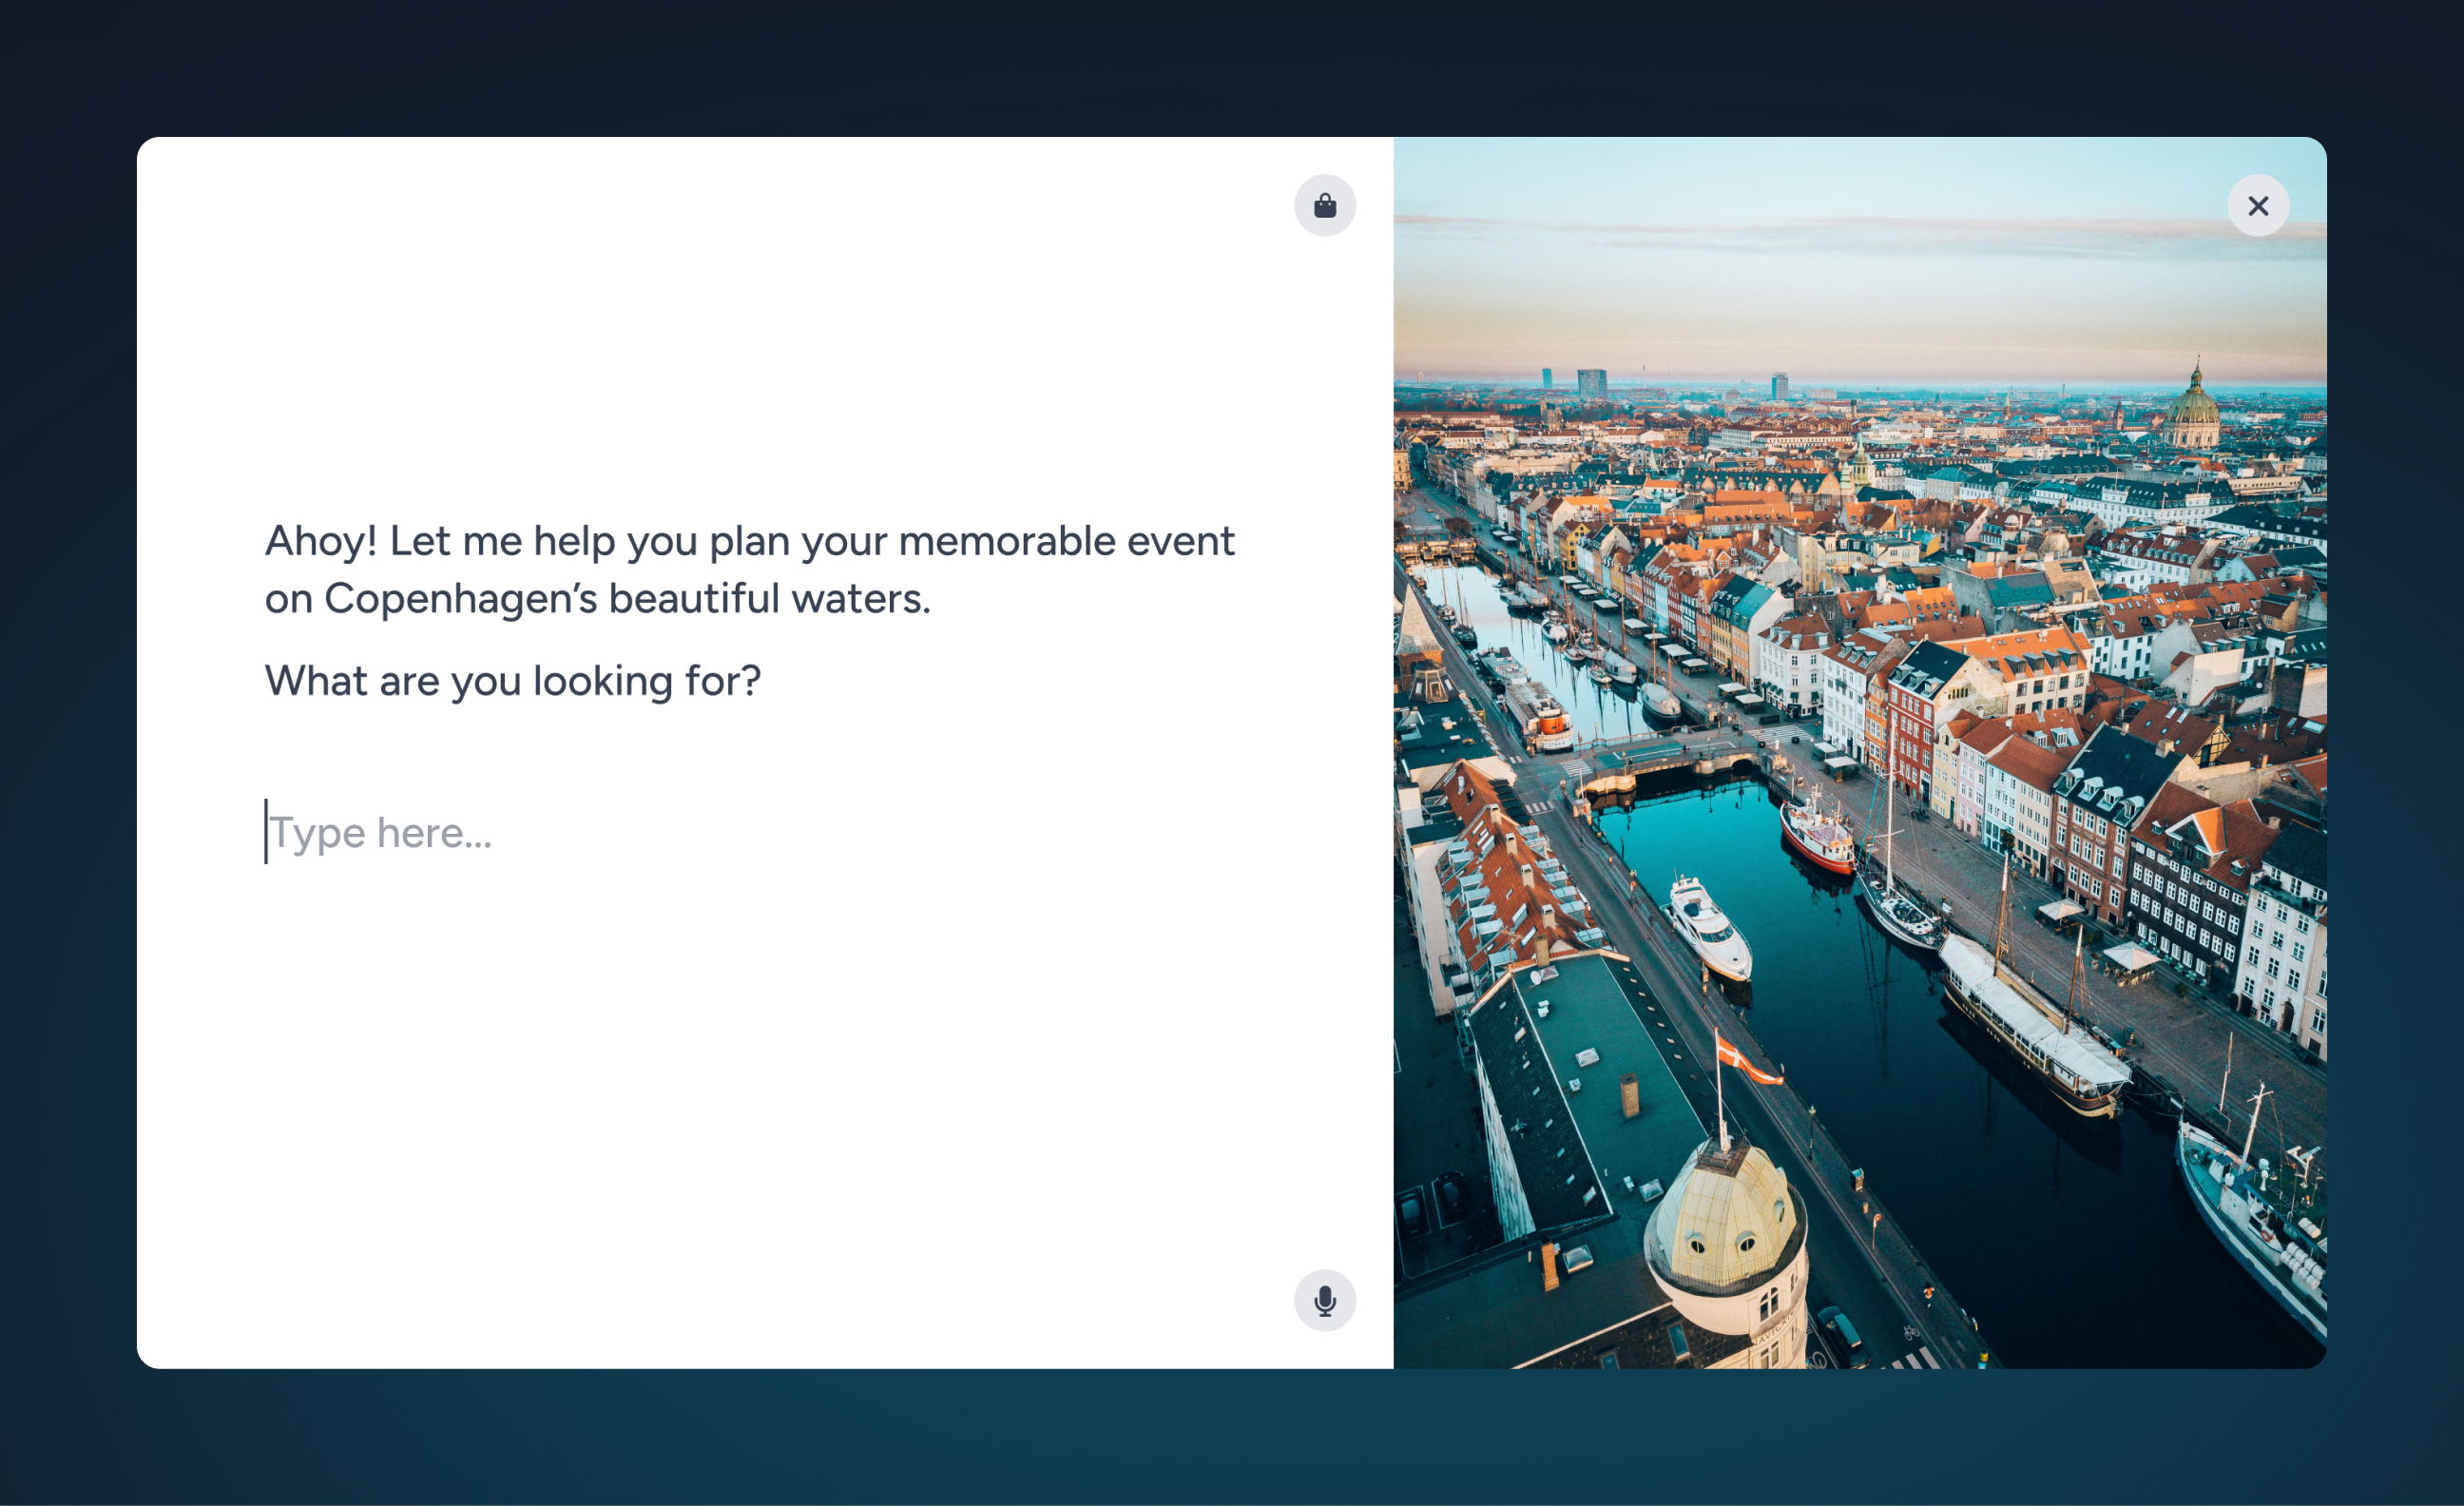 Ahoy! Let me help you plan your memorable event
on Copenhagen’s beautiful waters.
What are you looking for?
Type here...